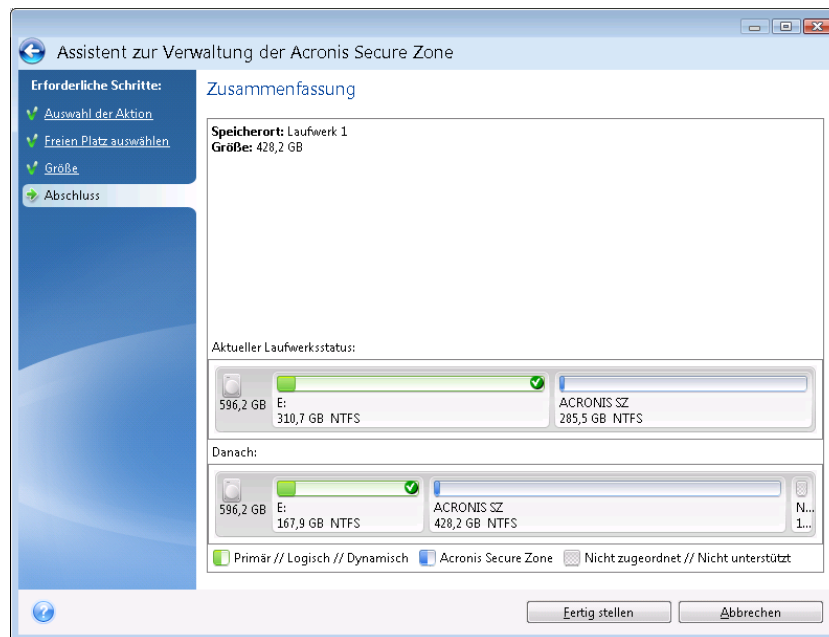 Assistent zur Verwaltung der Acronis Secure Zone
Erforderliche Schritte:
Auswahl der Aktion
Freien Platz auswählen
Größe
Abschluss
Zusammenfassung
Speicherort: Laufwerk 1
Größe: 428,2 GB
Aktueller Laufwerksstatus:
596,2 GB
E:
310,7 GB NTFS
ACRONIS SZ
285,5 GB NTFS
Danach:
596,2 GB
E:
167,9 GB NTFS
ACRONIS SZ
428,2 GB NTFS
N...
1...
Primär // Logisch // Dynamisch
Acronis Secure Zone
Nicht zugeordnet // Nicht unterstützt
Fertig stellen
Abbrechen